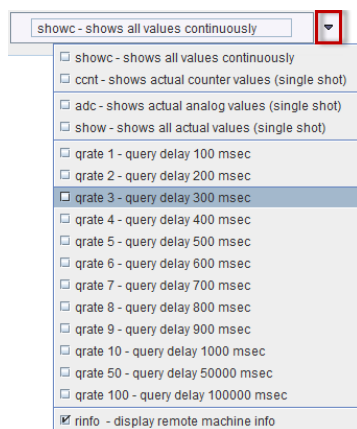 showc - shows all values continuously
showc - shows all values continuously
ccnt - shows actual counter values (single shot)
adc - shows actual analog values (single shot)
show - shows all actual values (single shot)
qrate 1 - query delay 100 msec
qrate 2 - query delay 200 msec
qrate 3 - query delay 300 msec
qrate 4 - query delay 400 msec
qrate 5 - query delay 500 msec
qrate 6 - query delay 600 msec
qrate 7 - query delay 700 msec
qrate 8 - query delay 800 msec
qrate 9 - query delay 900 msec
qrate 10 - query delay 1000 msec
qrate 50 - query delay 50000 msec
qrate 100 - query delay 100000 msec
rinfo - display remote machine info